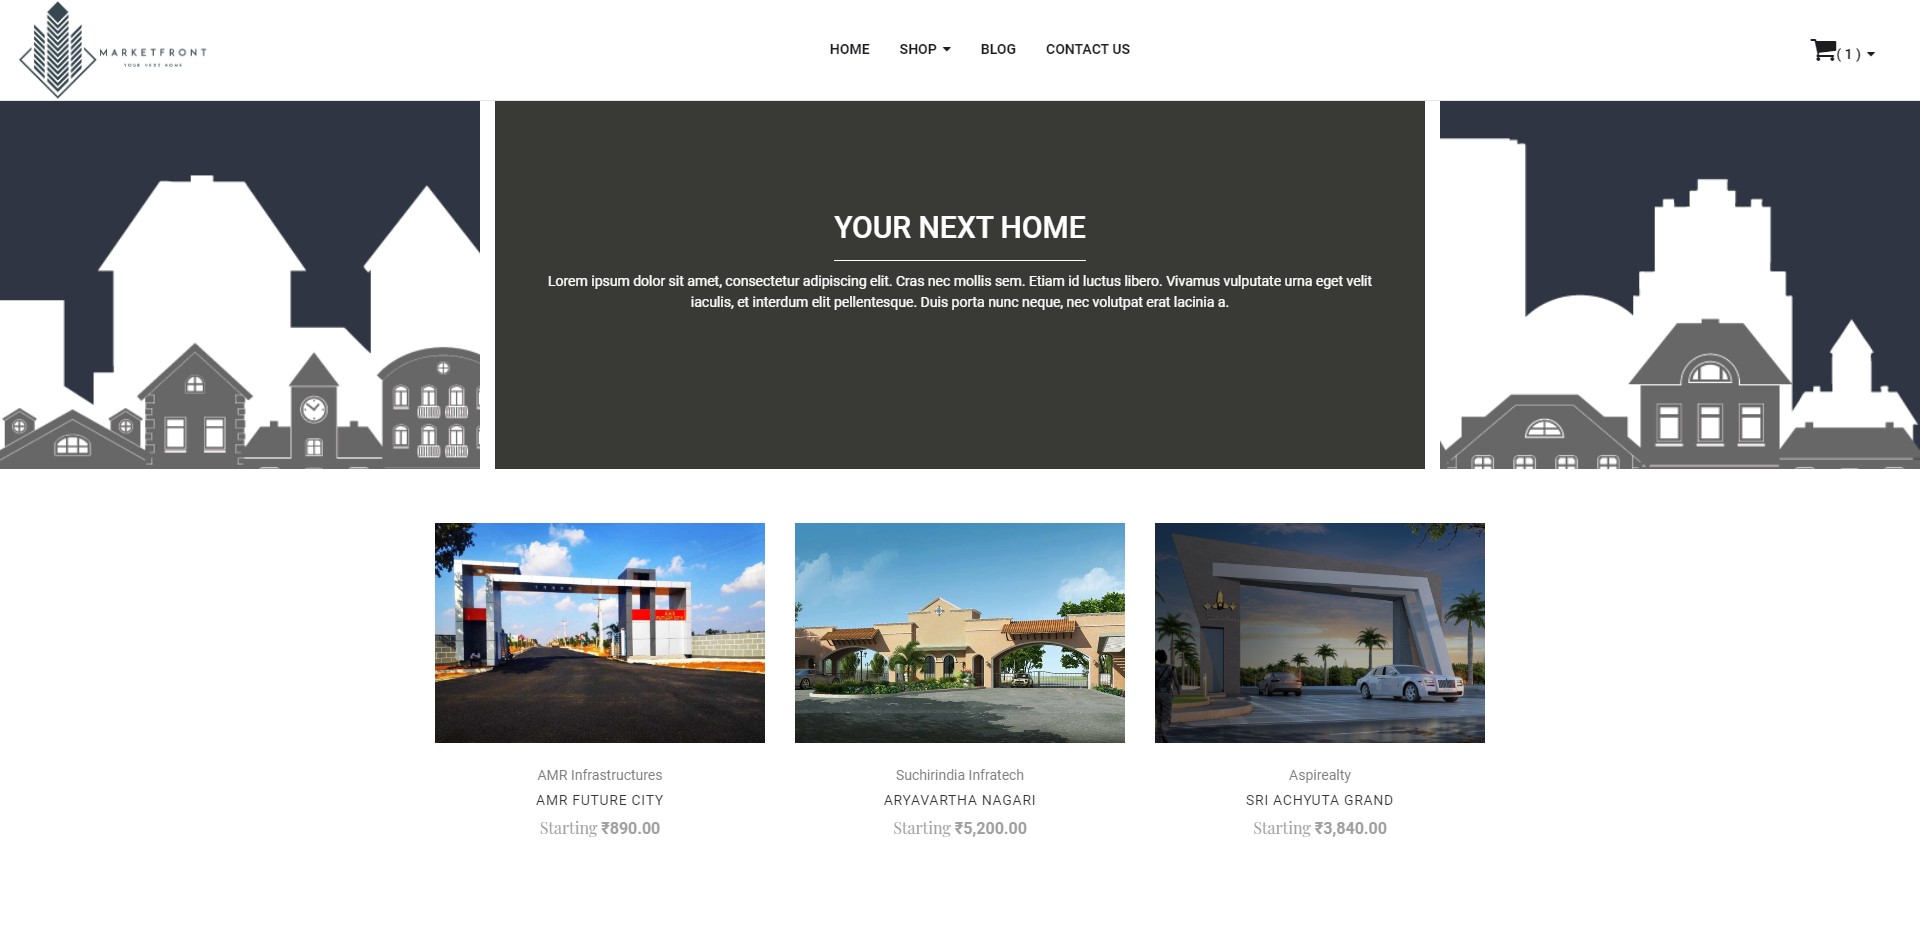 MARKETFRONT
YOUR NEXT HOME
HOME SHOP BLOG CONTACT US
( 1 )
YOUR NEXT HOME
Lorem ipsum dolor sit amet, consectetur adipiscing elit. Cras nec mollis sem. Etiam id luctus libero. Vivamus vulputate urna eget velit
iaculis, et interdum elit pellentesque. Duis porta nunc neque, nec volutpat erat lacinia a.
AMR Infrastructures
AMR FUTURE CITY
Starting ₹890.00
Suchirindia Infratech
ARYAVARTHA NAGARI
Starting ₹5,200.00
Aspirealty
SRI ACHYUTA GRAND
Starting ₹3,840.00